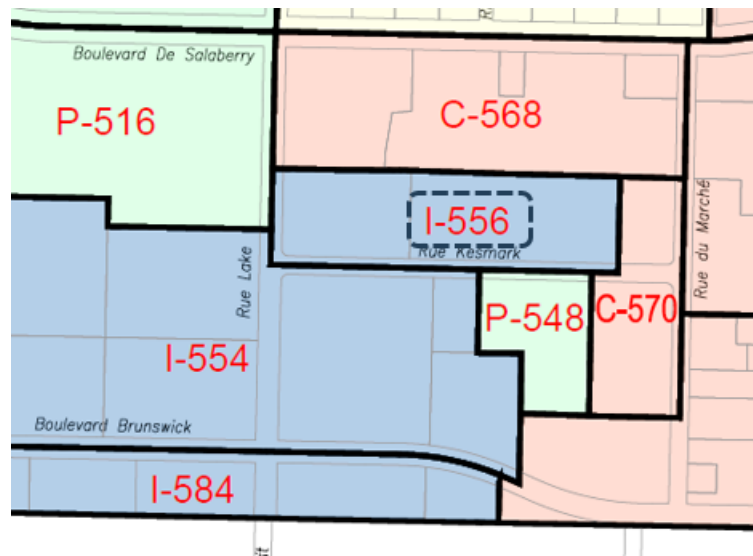 Boulevard De Salaberry
P-516
C-568
I-556
Rue Kesmark
Rue du Marché
Rue Lake
P-548
C-570
I-554
Boulevard Brunswick
I-584